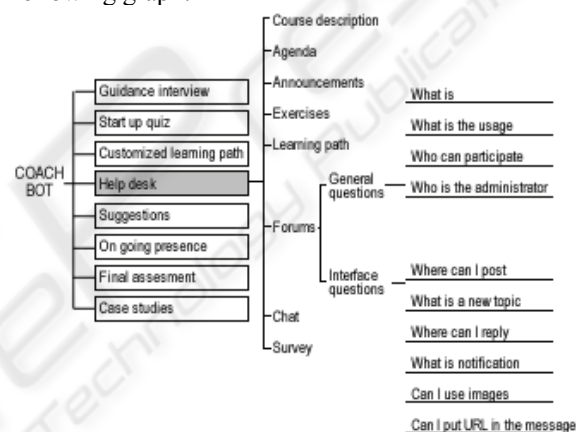 COACH
BOT
Guidance interview
Start up quiz
Customized learning path
Help desk
Suggestions
On going presence
Final assesment
Case studies
Course description
Agenda
Announcements
Exercises
Learning path
Forums
Chat
Survey
General
questions
Interface
questions
What is
What is the usage
Who can participate
Who is the administrator
Where can I post
What is a new topic
Where can I reply
What is notification
Can I use images
Can I put URL in the message